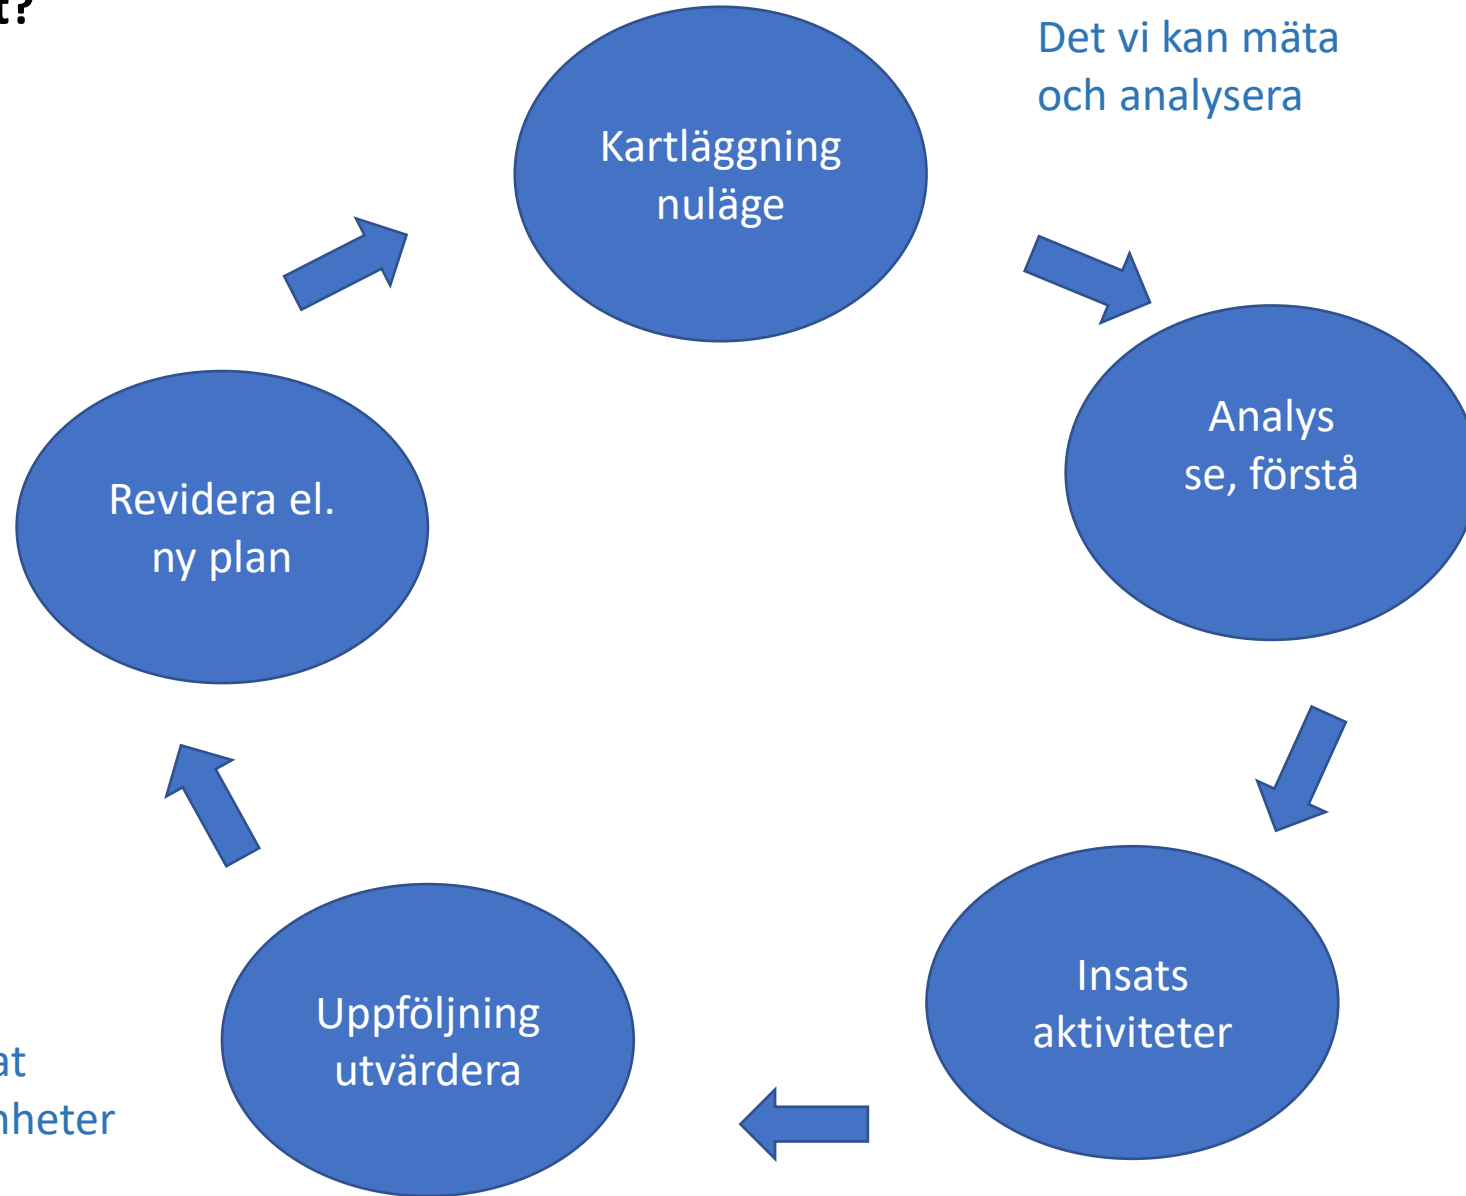 t?
Det vi kan mäta
och analysera
Kartläggning
nuläge
Analys
se, förstå
Revidera el.
ny plan
Insats
aktiviteter
Uppföljning
utvärdera
at
nheter